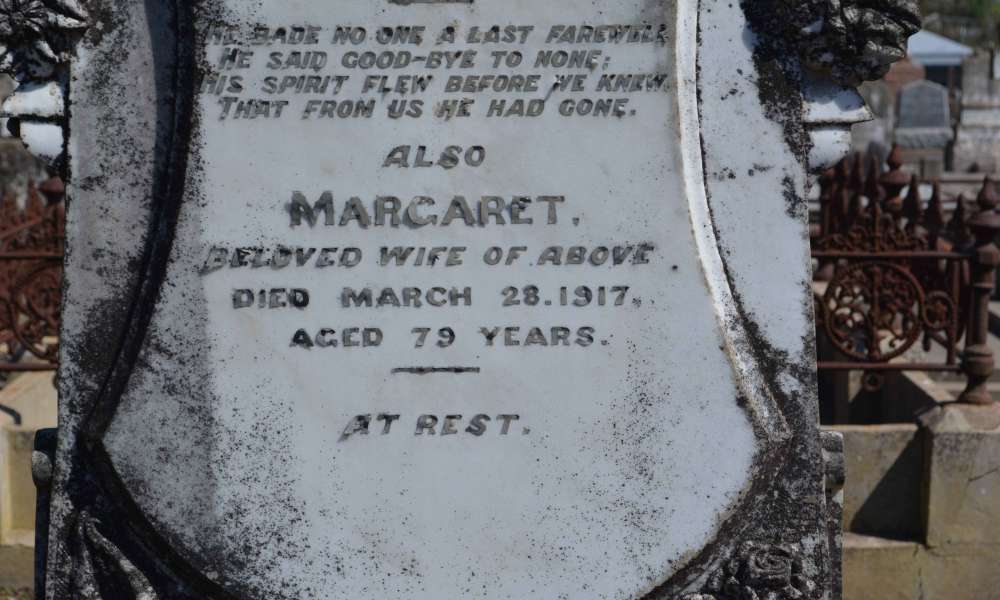 HE BADE NO ONE A LAST FAREWELL
HE SAID GOOD-BYE TO NONE;
HIS SPIRIT FLEW BEFORE WE KNEW,
THAT FROM US HE HAD GONE.
ALSO
MARGARET.
BELOVED WIFE OF ABOVE
DIED MARCH 28.1917.
AGED 79 YEARS.
AT REST.